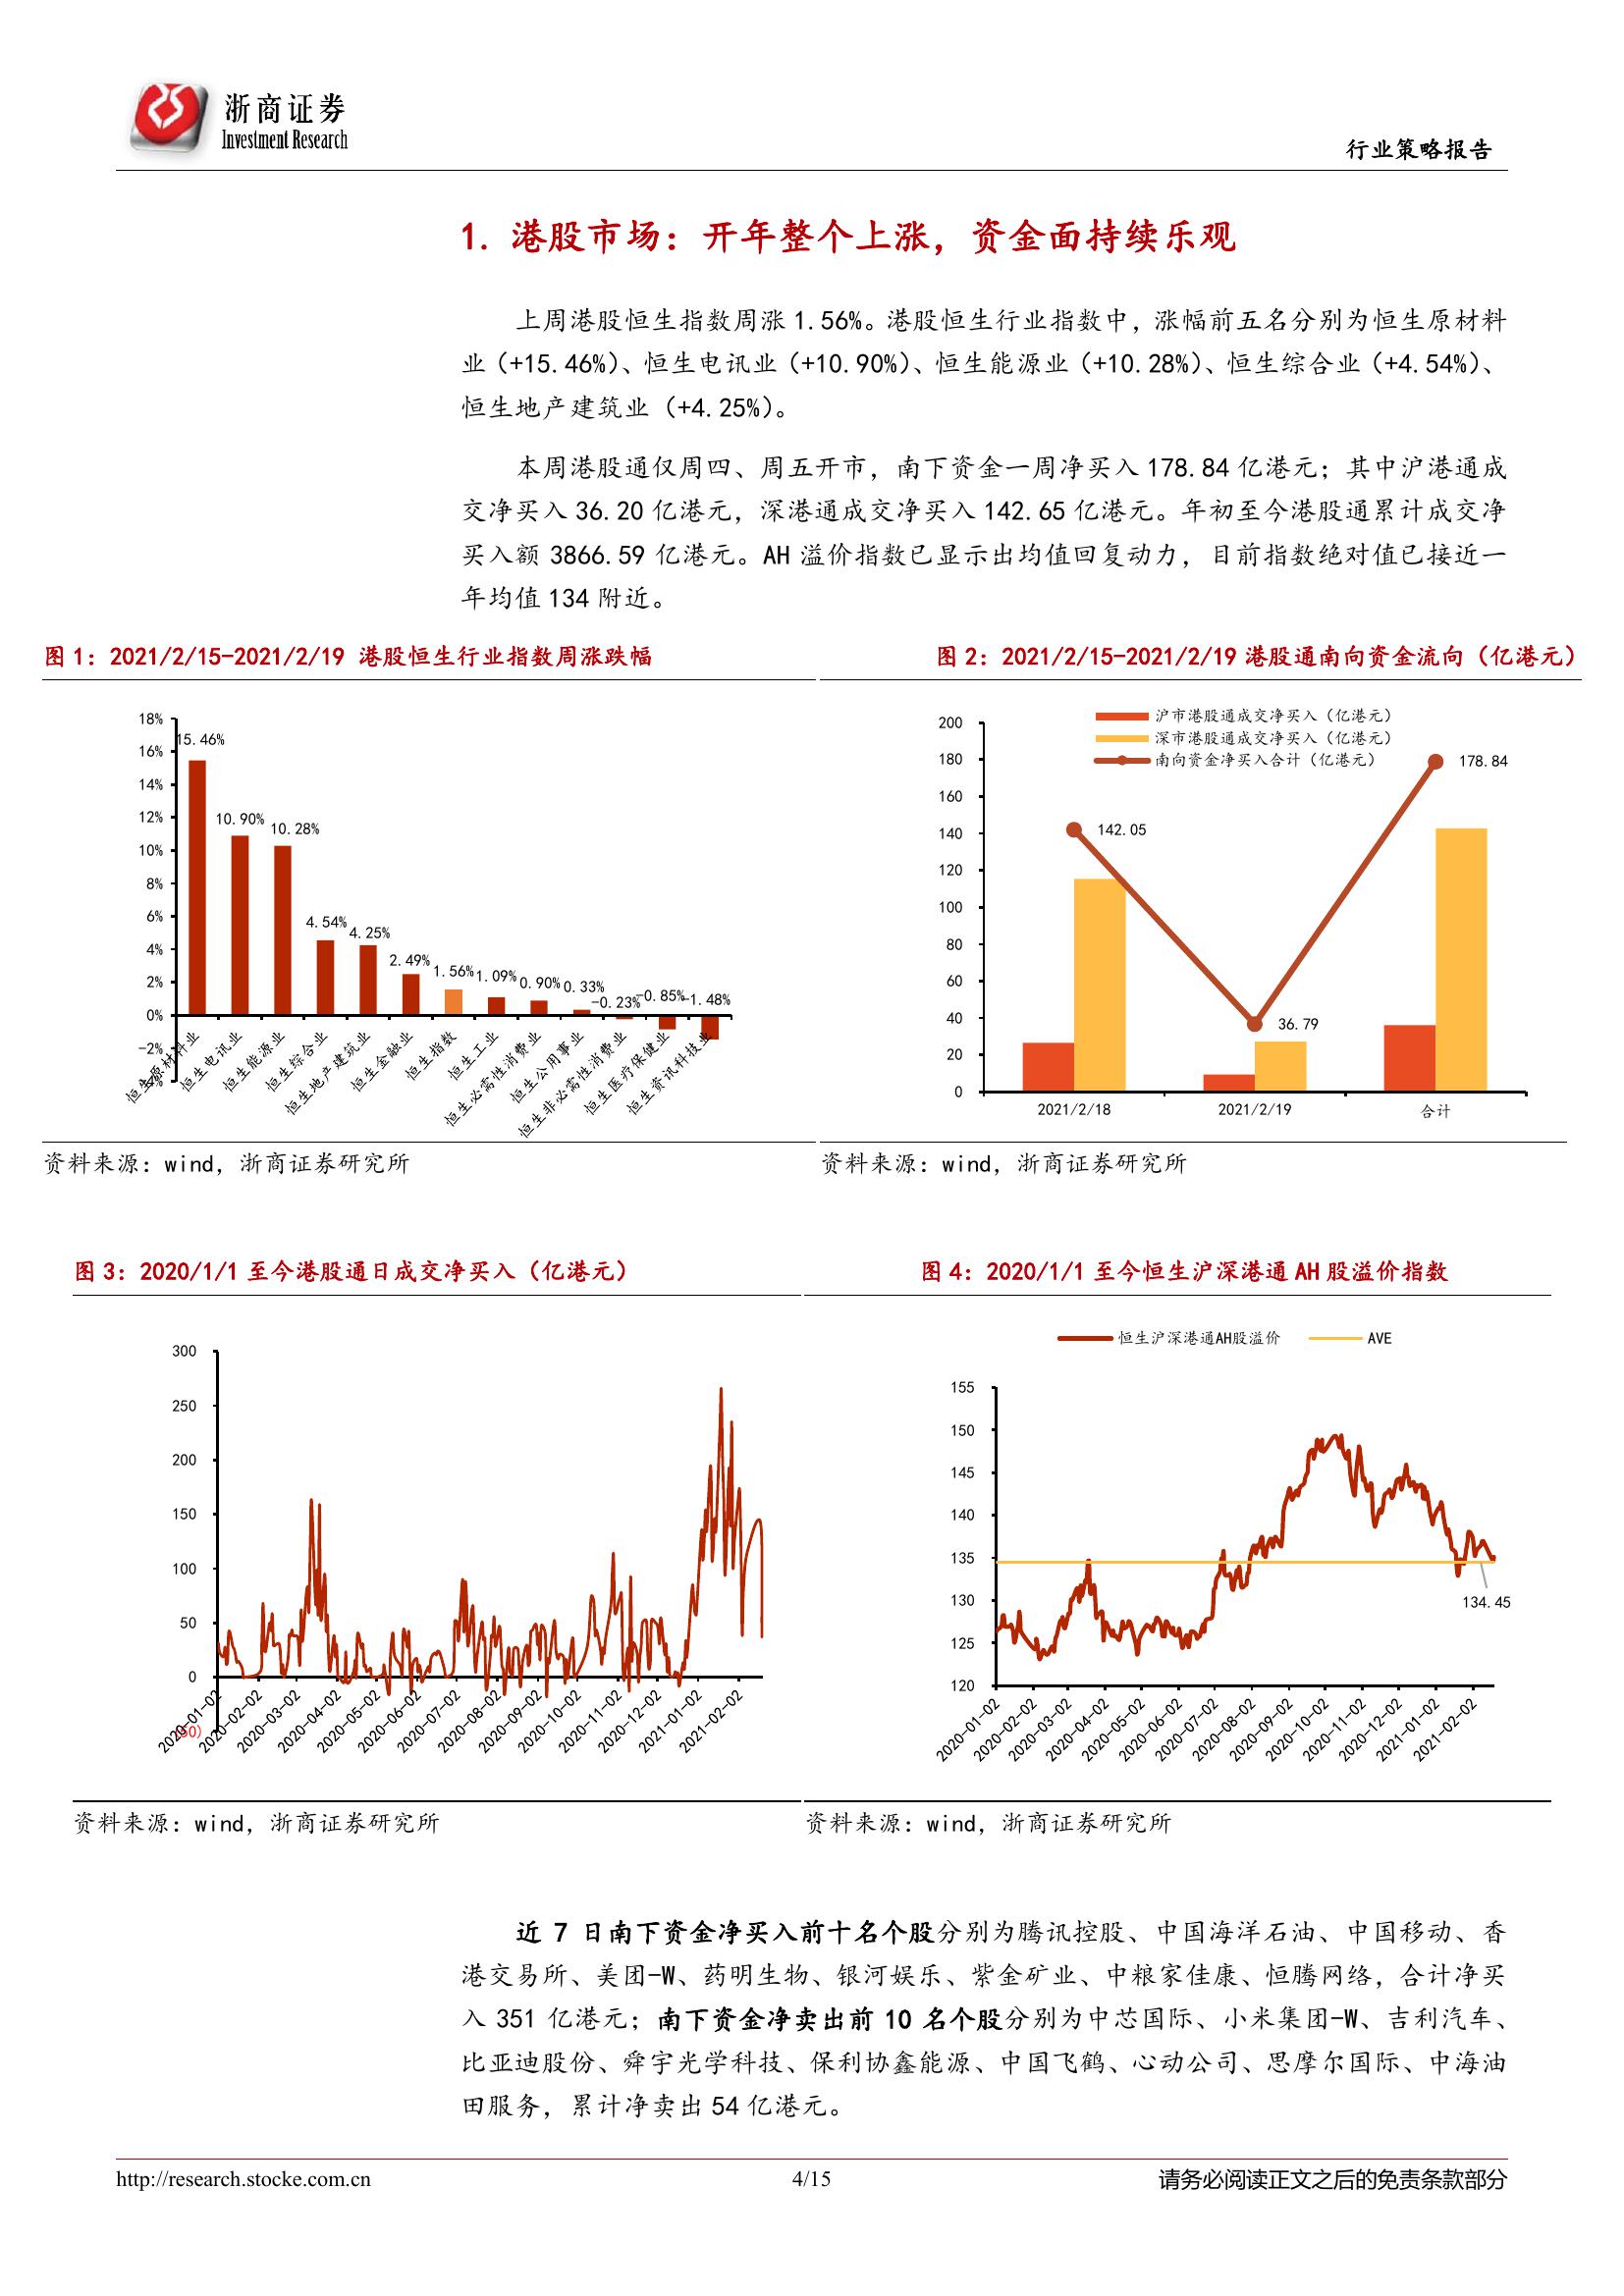 浙商证券
Investment Research
行业策略报告
1. 港股市场：开年整个上涨，资金面持续乐观
上周港股恒生指数周涨 1.56%。港股恒生行业指数中，涨幅前五名分别为恒生原材料
业（+15.46%）、恒生电讯业（+10.90%）、恒生能源业（+10.28%）、恒生综合业（+4.54%）、
恒生地产建筑业（+4.25%）。
本周港股通仅周四、周五开市，南下资金一周净买入 178.84 亿港元；其中沪港通成
交净买入 36.20 亿港元，深港通成交净买入 142.65 亿港元。年初至今港股通累计成交净
买入额 3866.59 亿港元。AH 溢价指数已显示出均值回复动力，目前指数绝对值已接近一
年均值 134 附近。
图 1：2021/2/15-2021/2/19 港股恒生行业指数周涨跌幅
18%
16%
14%
12%
10%
8%
6%
4%
2%
0%
-2%
-4%
15.46%
10.90%
10.28%
4.54%
4.25%
2.49%
1.56%
1.09%
0.90%
0.33%
-0.23%
-0.85%
-1.48%
恒生原材料业
恒生电讯业
恒生能源业
恒生综合业
恒生地产建筑业
恒生金融业
恒生指数
恒生工业
恒生必需性消费业
恒生公用事业
恒生非必需性消费业
恒生医疗保健业
恒生资讯科技业
资料来源：wind，浙商证券研究所
图 2：2021/2/15-2021/2/19 港股通南向资金流向（亿港元）
沪市港股通成交净买入（亿港元）
深市港股通成交净买入（亿港元）
南向资金净买入合计（亿港元）
200
180
160
140
120
100
80
60
40
20
0
142.05
36.79
178.84
2021/2/18
2021/2/19
合计
资料来源：wind，浙商证券研究所
图 3：2020/1/1 至今港股通日成交净买入（亿港元）
300
250
200
150
100
50
0
(50)
2020-01-02
2020-02-02
2020-03-02
2020-04-02
2020-05-02
2020-06-02
2020-07-02
2020-08-02
2020-09-02
2020-10-02
2020-11-02
2020-12-02
2021-01-02
2021-02-02
资料来源：wind，浙商证券研究所
图 4：2020/1/1 至今恒生沪深港通 AH 股溢价指数
恒生沪深港通AH股溢价
AVE
155
150
145
140
135
130
125
120
134.45
2020-01-02
2020-02-02
2020-03-02
2020-04-02
2020-05-02
2020-06-02
2020-07-02
2020-08-02
2020-09-02
2020-10-02
2020-11-02
2020-12-02
2021-01-02
2021-02-02
资料来源：wind，浙商证券研究所
近 7 日南下资金净买入前十名个股分别为腾讯控股、中国海洋石油、中国移动、香
港交易所、美团-W、药明生物、银河娱乐、紫金矿业、中粮家佳康、恒腾网络，合计净买
入 351 亿港元；南下资金净卖出前 10 名个股分别为中芯国际、小米集团-W、吉利汽车、
比亚迪股份、舜宇光学科技、保利协鑫能源、中国飞鹤、心动公司、思摩尔国际、中海油
田服务，累计净卖出 54 亿港元。
http://research.stocke.com.cn
4/15
请务必阅读正文之后的免责条款部分